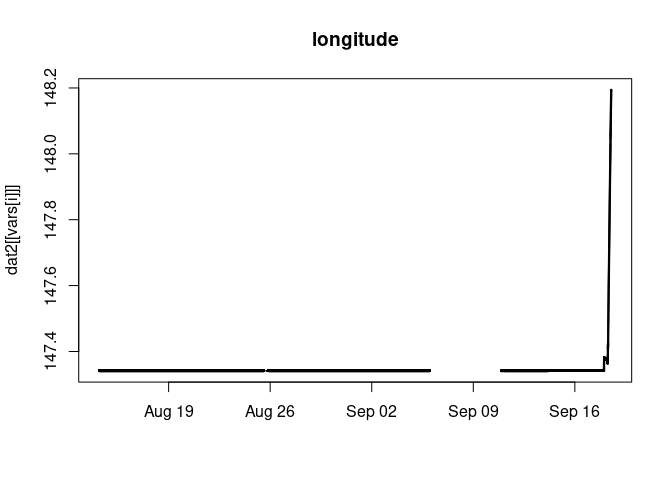 longitude
dat2[[vars[i]]]
148.2
148.0
147.8
147.6
147.4
Aug 19
Aug 26
Sep 02
Sep 09
Sep 16